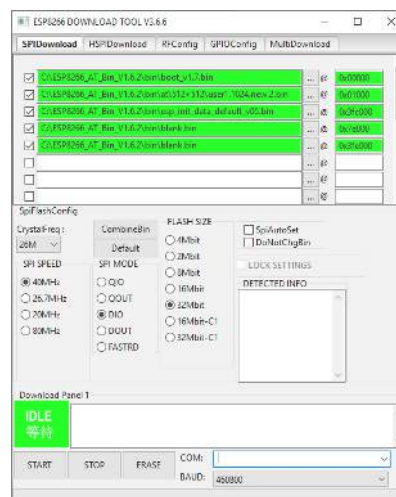 ESP8266 DOWNLOAD TOOL V3.6.6
SPIDownload HSPIDownload RFConfig GPIOConfig MultiDownload
C:\ESP8266_AT_Bin_V1.6.2\bin\boot_v1.7.bin ... @ 0x00000
C:\ESP8266_AT_Bin_V1.6.2\bin\at\512+512\user1.1024.new.2.bin ... @ 0x01000
C:\ESP8266_AT_Bin_V1.6.2\bin\esp_init_data_default_v05.bin ... @ 0x3fc000
C:\ESP8266_AT_Bin_V1.6.2\bin\blank.bin ... @ 0x7e000
C:\ESP8266_AT_Bin_V1.6.2\bin\blank.bin ... @ 0x3fe000
... @
... @
... @
SpiFlashConfig
CrystalFreq :
26M
CombineBin
Default
SPI SPEED
40MHz
26.7MHz
20MHz
80MHz
SPI MODE
QIO
QOUT
DIO
DOUT
FASTRD
FLASH SIZE
4Mbit
2Mbit
8Mbit
16Mbit
32Mbit
16Mbit-C1
32Mbit-C1
SpiAutoSet
DoNotChgBin
LOCK SETTINGS
DETECTED INFO
Download Panel 1
IDLE
等待
START STOP ERASE
COM:
BAUD: 460800